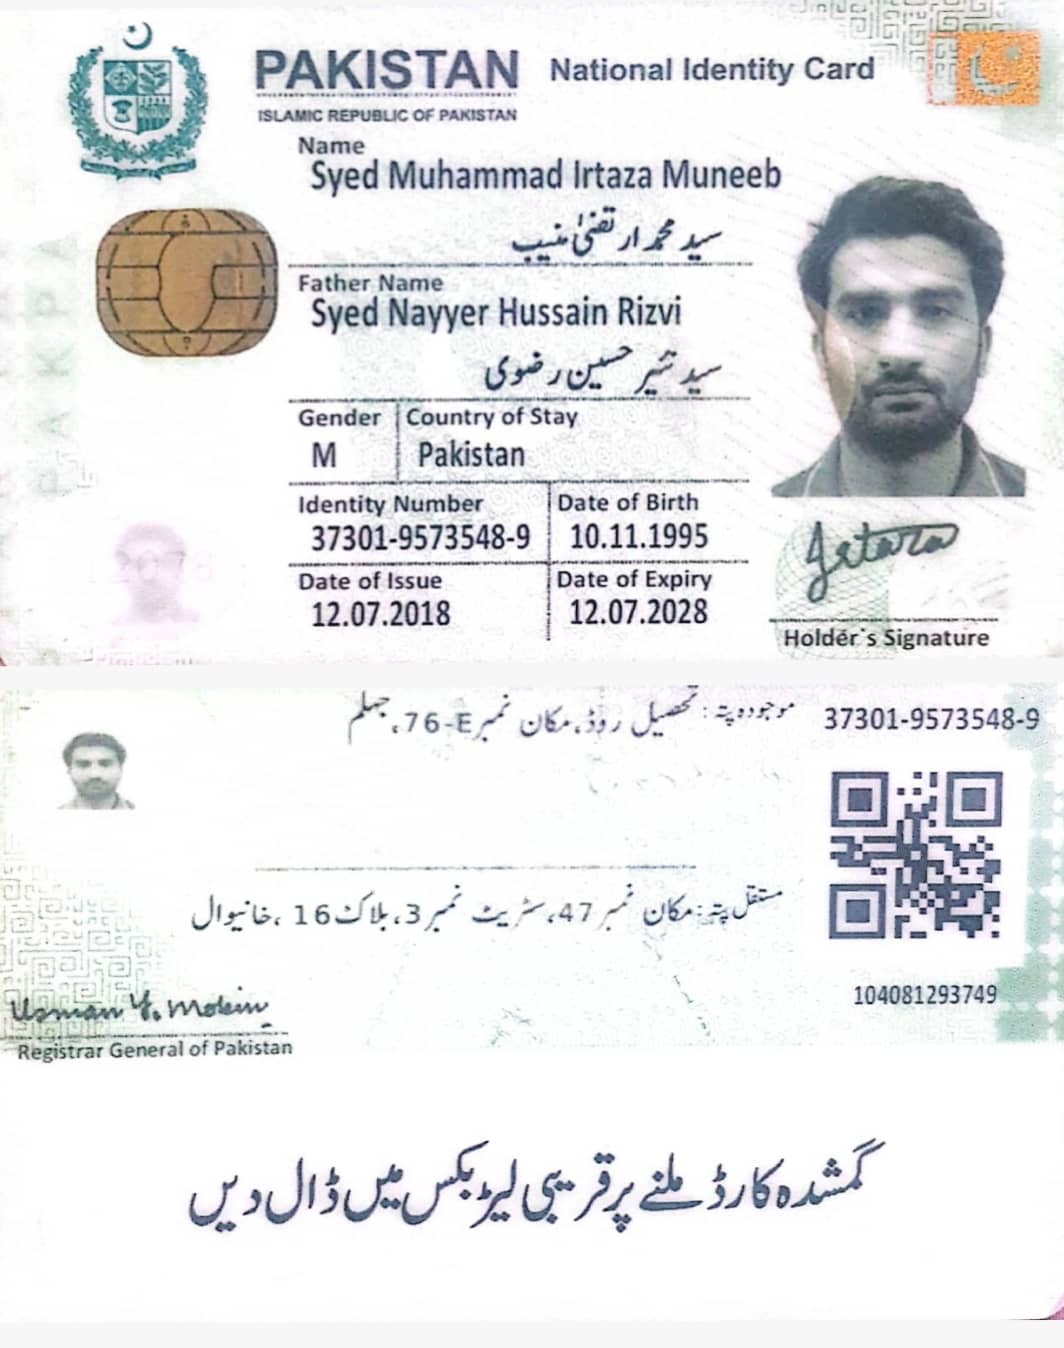 PAKISTAN National Identity Card
ISLAMIC REPUBLIC OF PAKISTAN
Name
Syed Muhammad Irtaza Muneeb
سید محمد ارتضیٰ منیب
Father Name
Syed Nayyer Hussain Rizvi
سید نیّر حسین رضوی
Gender Country of Stay
M Pakistan
Identity Number Date of Birth
37301-9573548-9 10.11.1995
Date of Issue Date of Expiry
12.07.2018 12.07.2028
Irtaza
Holder's Signature
37301-9573548-9
موجودہ پتہ: تحصیل روڈ، مکان نمبر 76-E، جہلم
مستقل پتہ: مکان نمبر 47، سٹریٹ نمبر 3، بلاک 16، خانیوال
104081293749
Usman Y. Mobin
Registrar General of Pakistan
گمشدہ کارڈ ملنے پر قریبی لیٹر بکس میں ڈال دیں